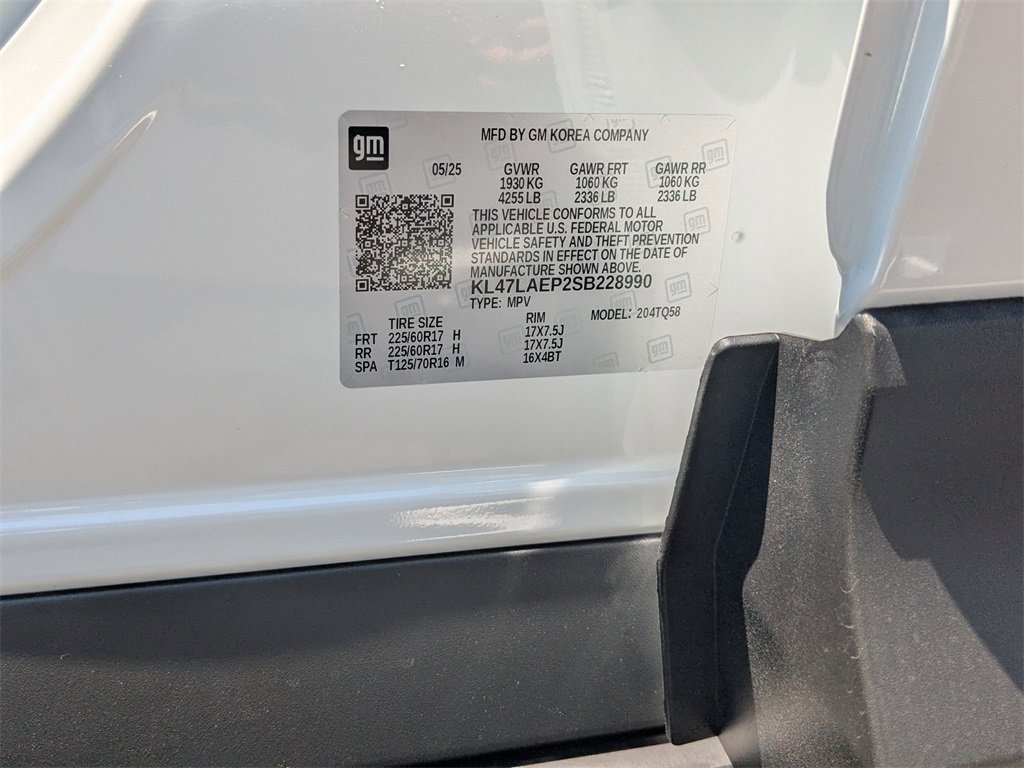 gm
MFD BY GM KOREA COMPANY
05/25 GVWR GAWR FRT GAWR RR
1930 KG 1060 KG 1060 KG
4255 LB 2336 LB 2336 LB
THIS VEHICLE CONFORMS TO ALL
APPLICABLE U.S. FEDERAL MOTOR
VEHICLE SAFETY AND THEFT PREVENTION
STANDARDS IN EFFECT ON THE DATE OF
MANUFACTURE SHOWN ABOVE.
KL47LAEP2SB228990
TYPE: MPV MODEL: 204TQ58
TIRE SIZE RIM
FRT 225/60R17 H 17X7.5J
RR 225/60R17 H 17X7.5J
SPA T125/70R16 M 16X4BT